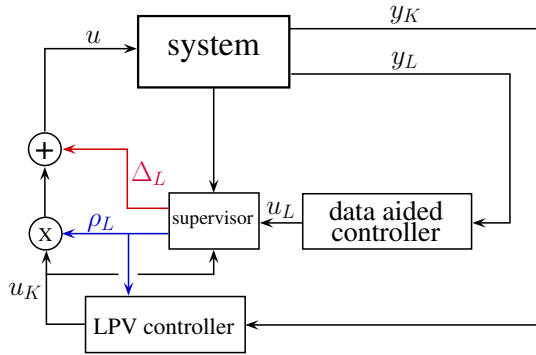 y_K
u
system
y_L
+
Δ_L
supervisor
u_L
data aided
controller
ρ_L
x
u_K
LPV controller